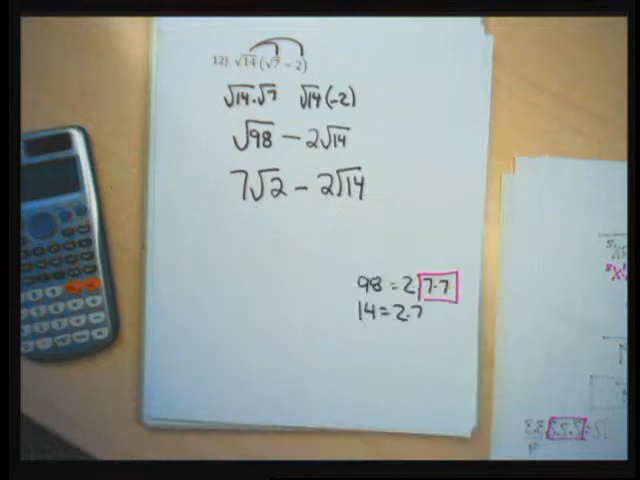 12) √14 (√7 − 2)
√14·√7 √14(-2)
√98 − 2√14
7√2 − 2√14
98 = 2 7·7
14 = 2·7